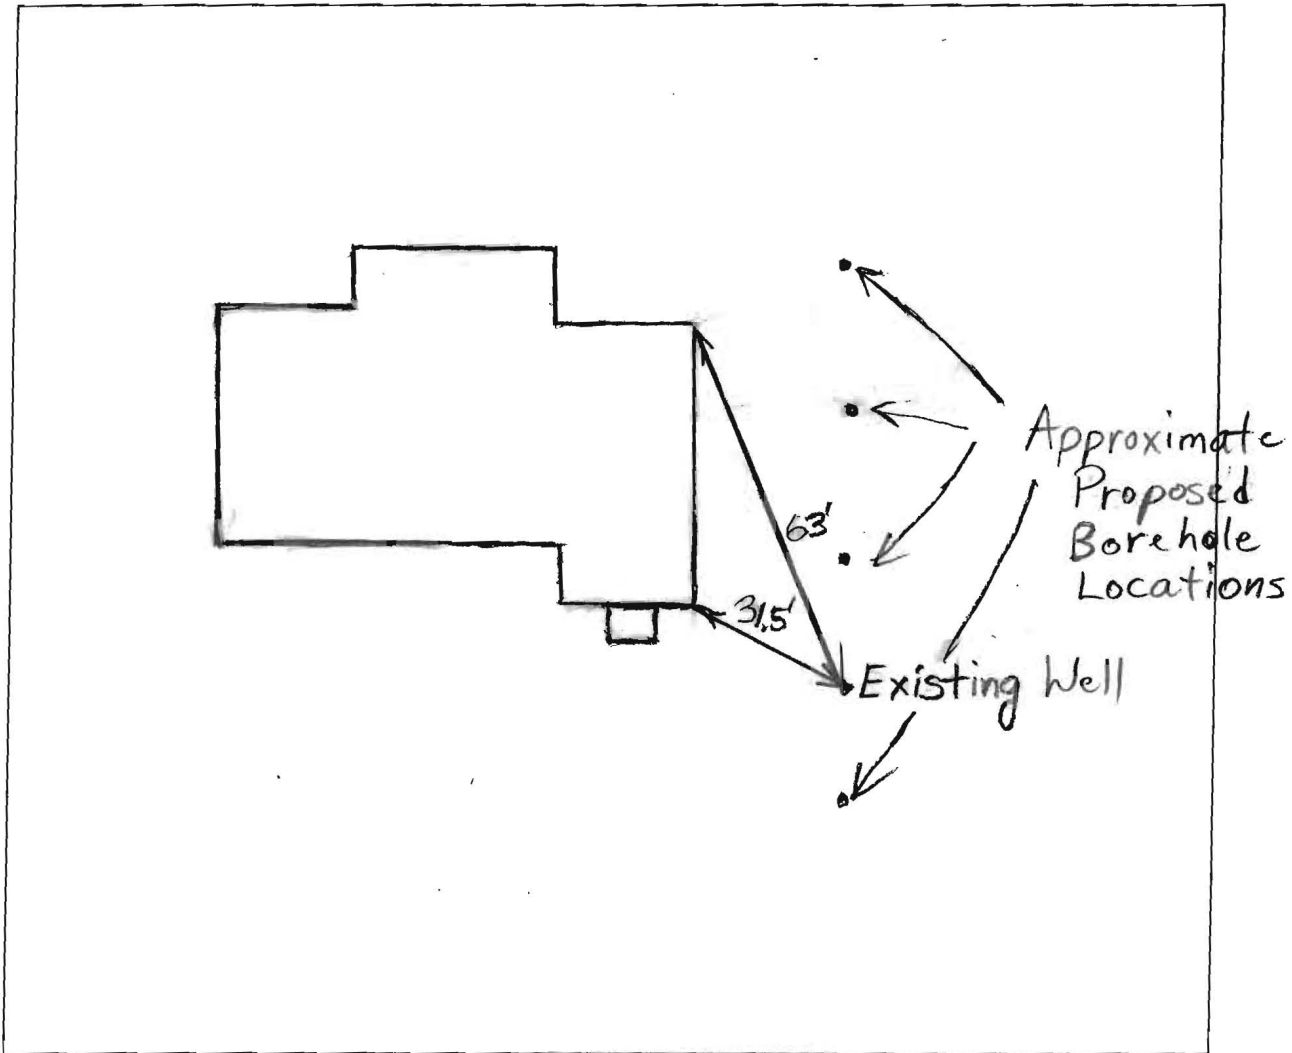 Approximate
Proposed
Borehole
Locations
63'
31.5'
Existing Well